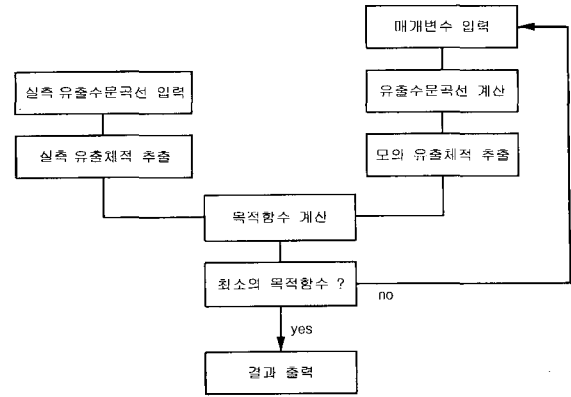 매개변수 입력
실측 유출수문곡선 입력
유출수문곡선 계산
실측 유출체적 추출
모의 유출체적 추출
목적함수 계산
최소의 목적함수 ?
no
yes
결과 출력